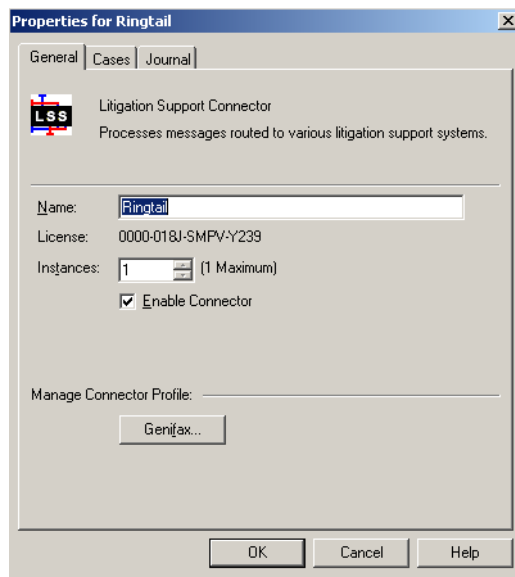 Properties for Ringtail
General Cases Journal
LSS
Litigation Support Connector
Processes messages routed to various litigation support systems.
Name: Ringtail
License: 0000-018J-SMPV-Y239
Instances: 1 (1 Maximum)
Enable Connector
Manage Connector Profile:
Genifax...
OK Cancel Help